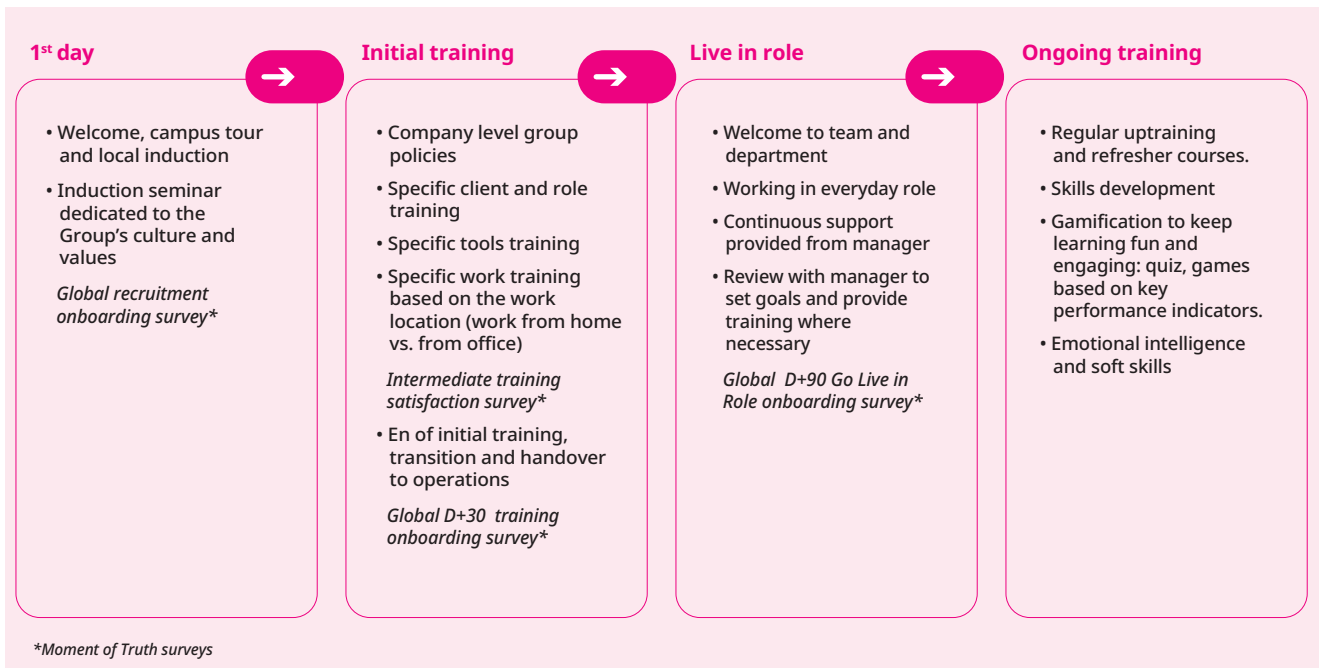 1st day
• Welcome, campus tour
and local induction
• Induction seminar
dedicated to the
Group's culture and
values
Global recruitment
onboarding survey*
Initial training
• Company level group
policies
• Specific client and role
training
• Specific tools training
• Specific work training
based on the work
location (work from home
vs. from office)
Intermediate training
satisfaction survey*
• En of initial training,
transition and handover
to operations
Global D+30 training
onboarding survey*
Live in role
• Welcome to team and
department
• Working in everyday role
• Continuous support
provided from manager
• Review with manager to
set goals and provide
training where
necessary
Global D+90 Go Live in
Role onboarding survey*
Ongoing training
• Regular uptraining
and refresher courses.
• Skills development
• Gamification to keep
learning fun and
engaging: quiz, games
based on key
performance indicators.
• Emotional intelligence
and soft skills
*Moment of Truth surveys